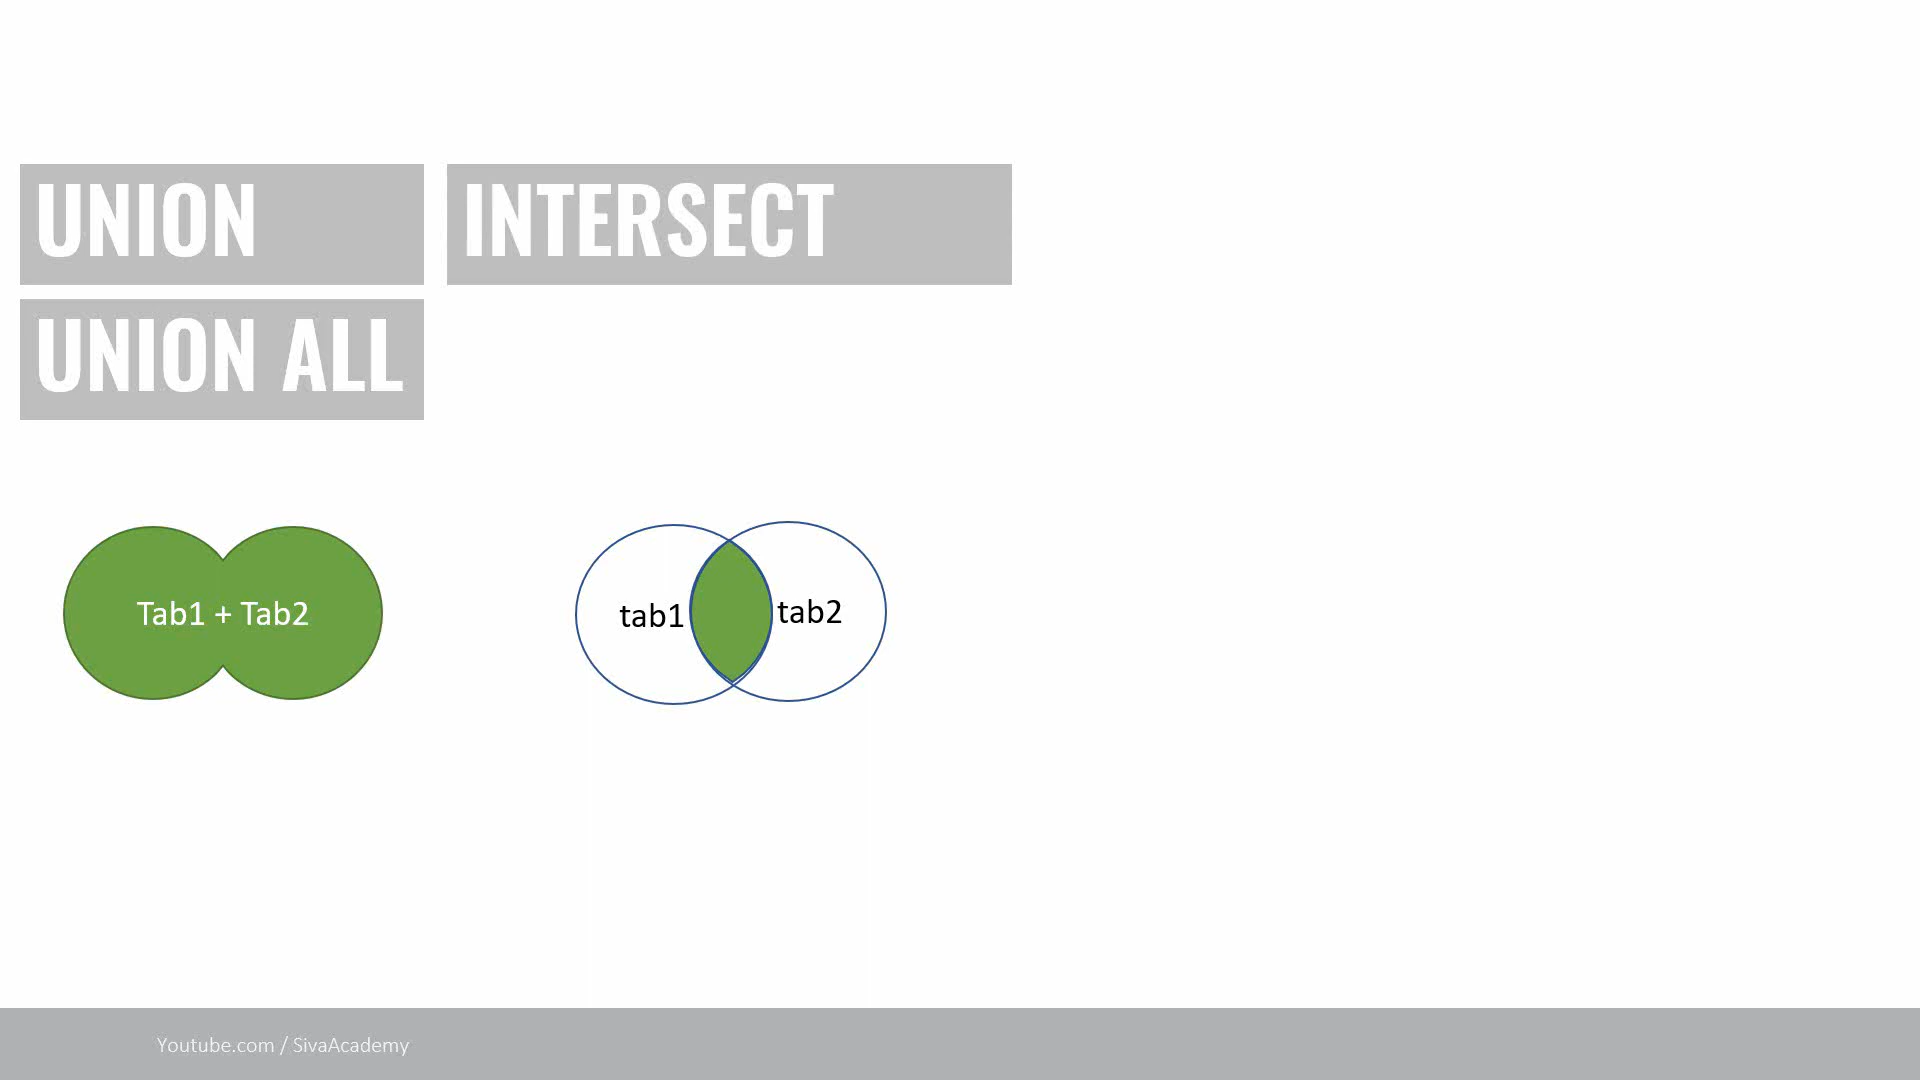 UNION
INTERSECT
UNION ALL
Tab1 + Tab2
tab1
tab2
Youtube.com / SivaAcademy